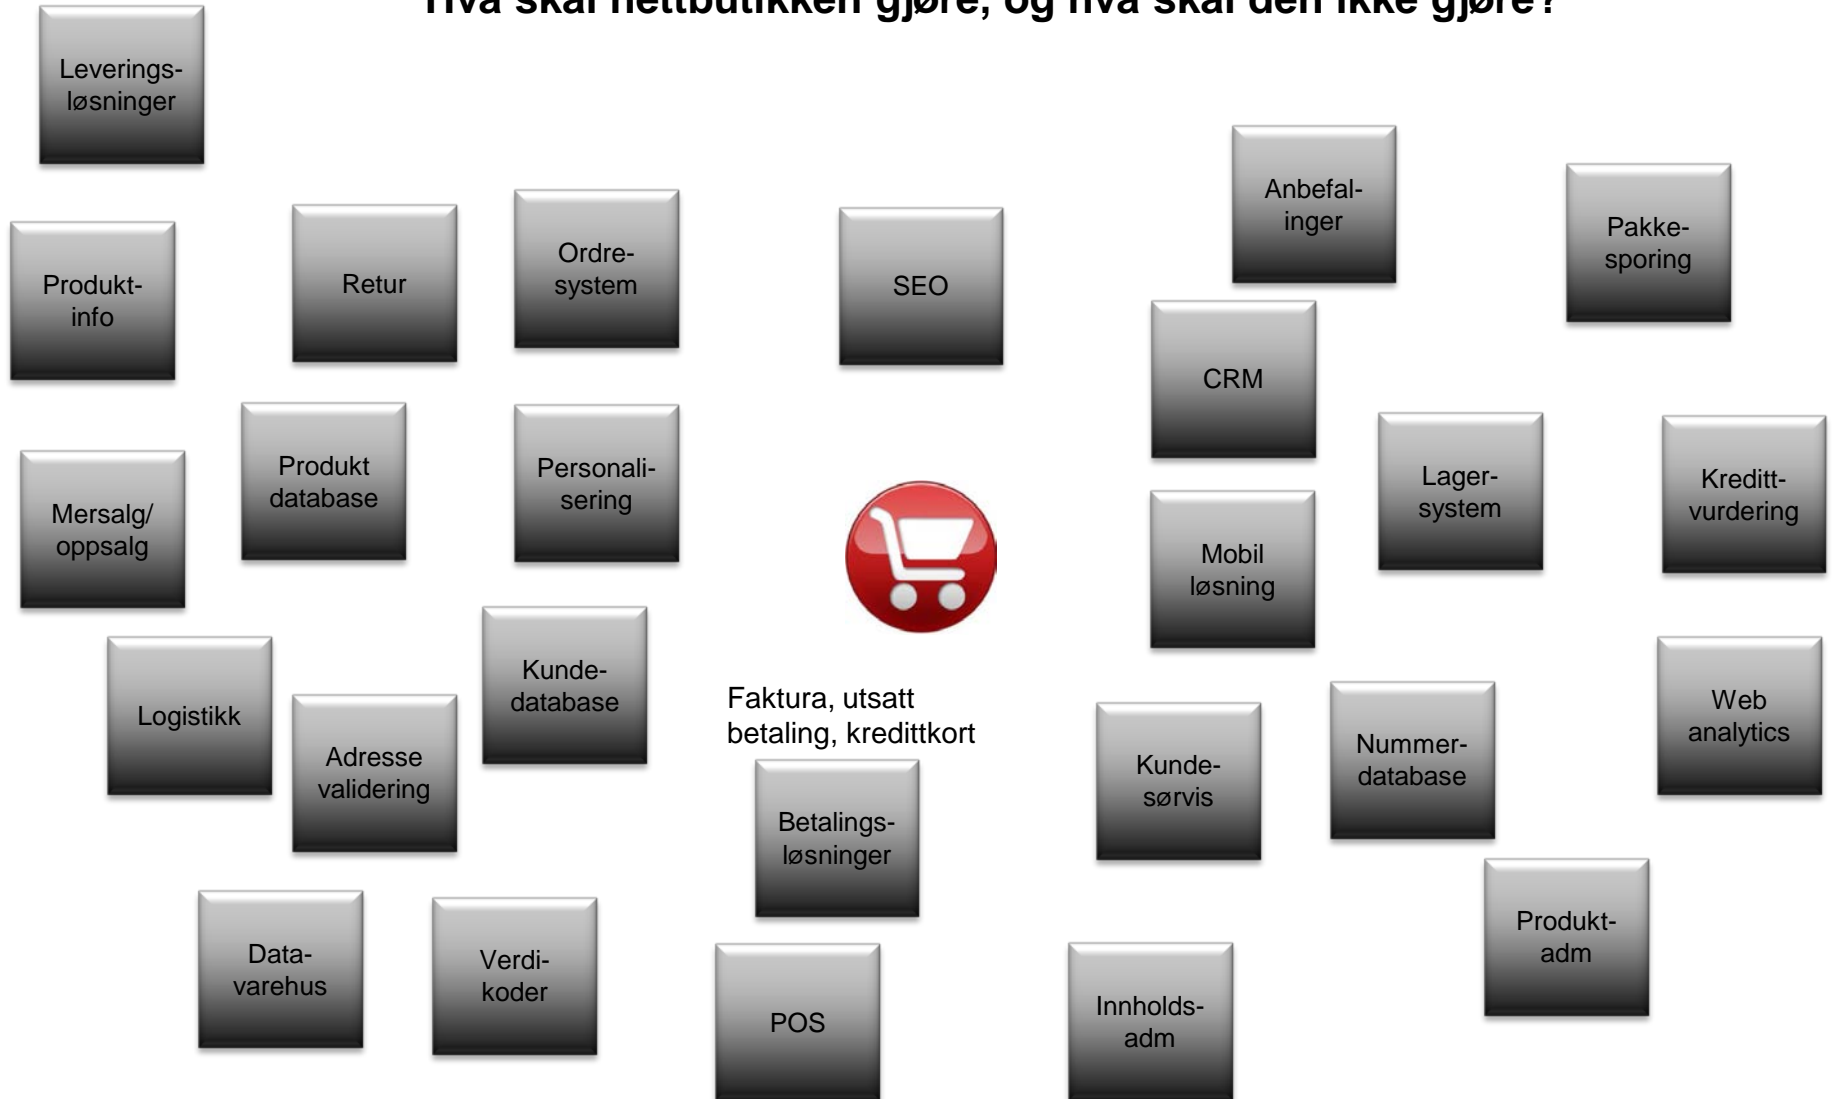 Hva skal nettbutikken gjøre, og hva skal den ikke gjøre?
Leverings-
løsninger
Anbefal-
inger
Pakke-
sporing
Produkt-
info
Retur
Ordre-
system
SEO
CRM
Mersalg/
oppsalg
Produkt
database
Personali-
sering
Lager-
system
Kreditt-
vurdering
Mobil
løsning
Logistikk
Adresse
validering
Kunde-
database
Faktura, utsatt
betaling, kredittkort
Betalings-
løsninger
Kunde-
sørvis
Nummer-
database
Web
analytics
Produkt-
adm
Data-
varehus
Verdi-
koder
POS
Innholds-
adm